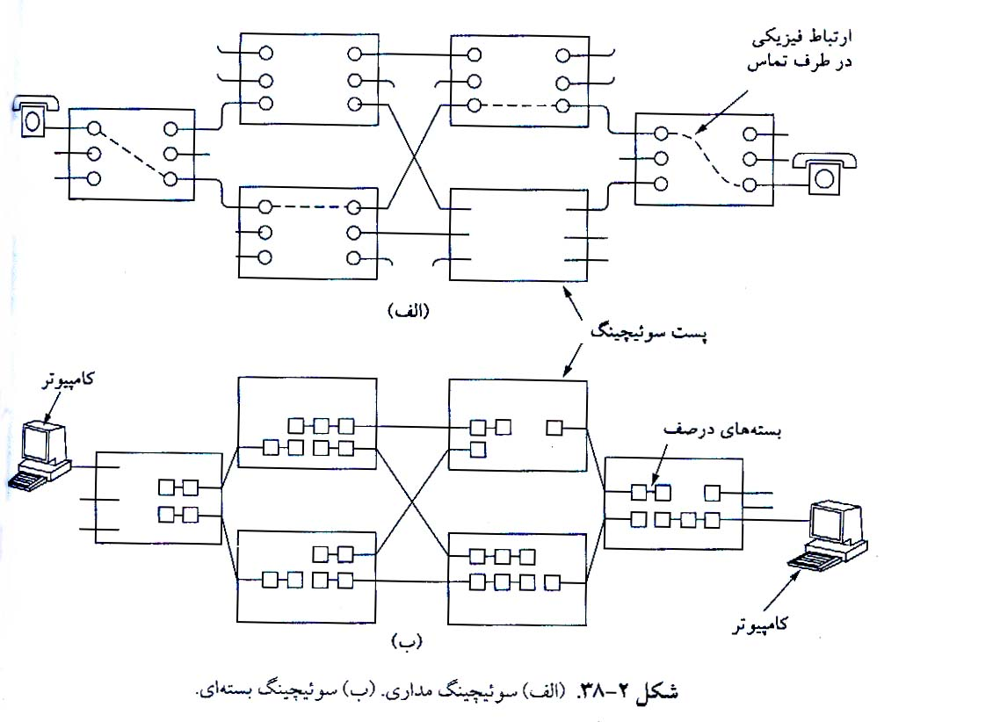 ارتباط فیزیکی
در طرف تماس
(الف)
پست سوئیچینگ
کامپیوتر
بسته‌های درصف
کامپیوتر
(ب)
شکل ۲-۳۸. (الف) سوئیچینگ مداری. (ب) سوئیچینگ بسته‌ای.